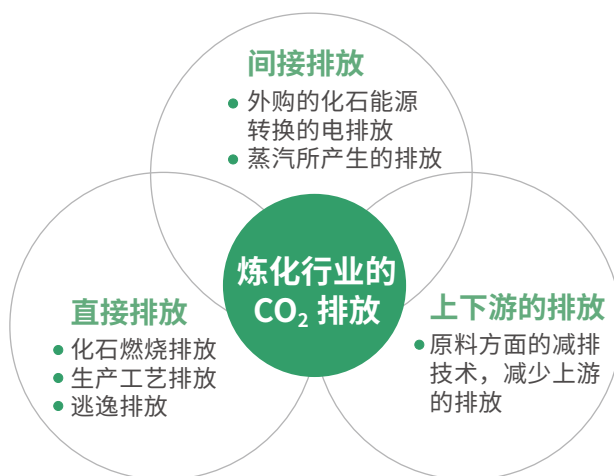 间接排放
外购的化石能源
转换的电排放
蒸汽所产生的排放
炼化行业的
CO₂ 排放
直接排放
化石燃烧排放
生产工艺排放
逃逸排放
上下游的排放
原料方面的减排
技术，减少上游
的排放